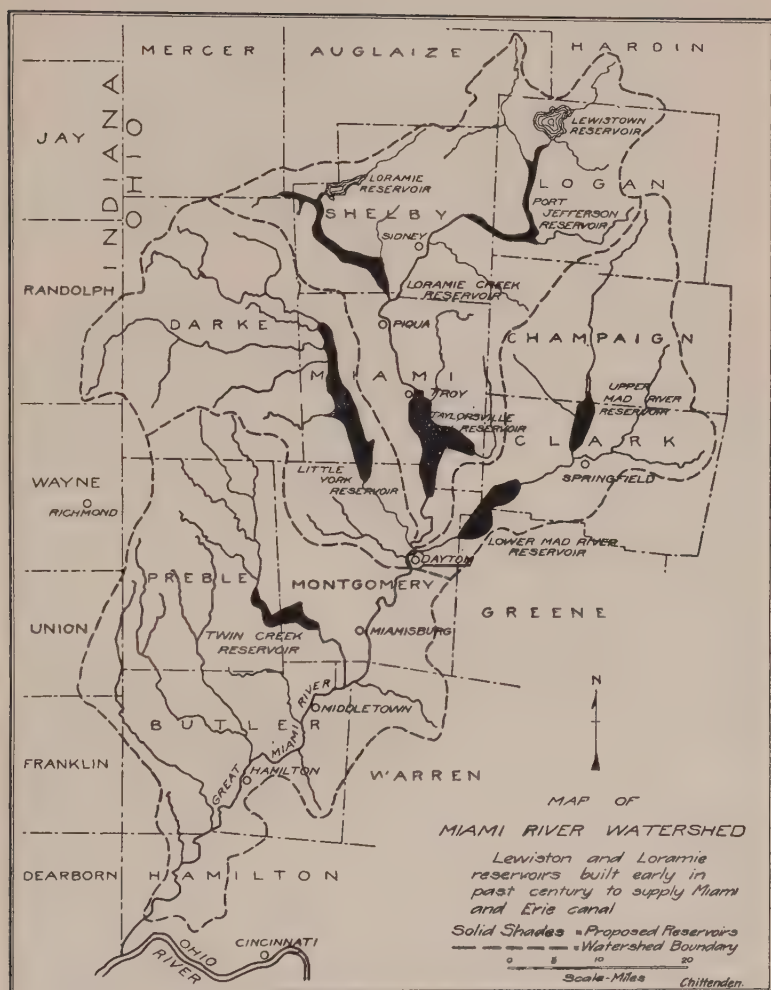 MERCER
AUGLAIZE
HARDIN
JAY
INDIANA
OHIO
LEWISTOWN
RESERVOIR
LORAMIE
RESERVOIR
LOGAN
SHELBY
PORT
JEFFERSON
RESERVOIR
SIDNEY
RANDOLPH
LORAMIE CREEK
RESERVOIR
DARKE
PIQUA
CHAMPAIGN
MIAMI
TROY
UPPER
MAD RIVER
RESERVOIR
TAYLORSVILLE
RESERVOIR
CLARK
WAYNE
RICHMOND
LITTLE
YORK
RESERVOIR
SPRINGFIELD
LOWER MAD RIVER
RESERVOIR
DAYTON
PREBLE
MONTGOMERY
GREENE
UNION
TWIN CREEK
RESERVOIR
MIAMISBURG
N
BUTLER
GREAT MIAMI RIVER
MIDDLETOWN
FRANKLIN
HAMILTON
WARREN
MAP OF
MIAMI RIVER WATERSHED
Lewiston and Loramie
reservoirs built early in
past century to supply Miami
and Erie canal
DEARBORN
HAMILTON
Solid Shades = Proposed Reservoirs
Watershed Boundary
OHIO
RIVER
CINCINNATI
0 5 10 20
Scale-Miles
Chittenden.